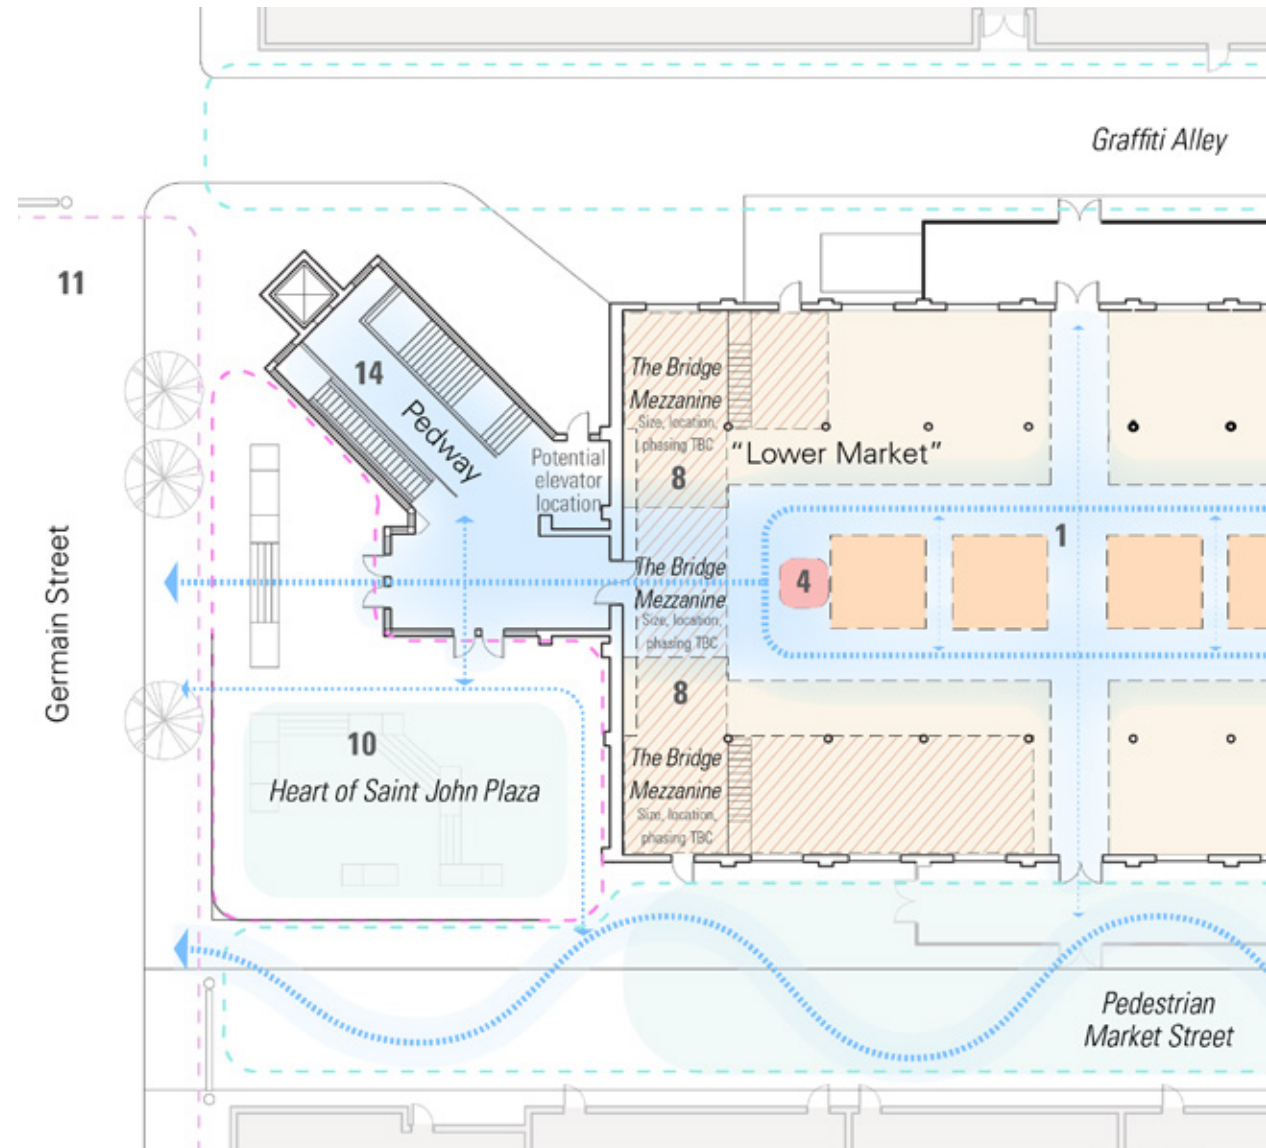 Graffiti Alley
11
14
Pedway
Potential
elevator
location
The Bridge
Mezzanine
Size, location,
phasing TBC
8
"Lower Market"
1
The Bridge
Mezzanine
Size, location,
phasing TBC
4
8
The Bridge
Mezzanine
Size, location,
phasing TBC
Germain Street
10
Heart of Saint John Plaza
Pedestrian
Market Street